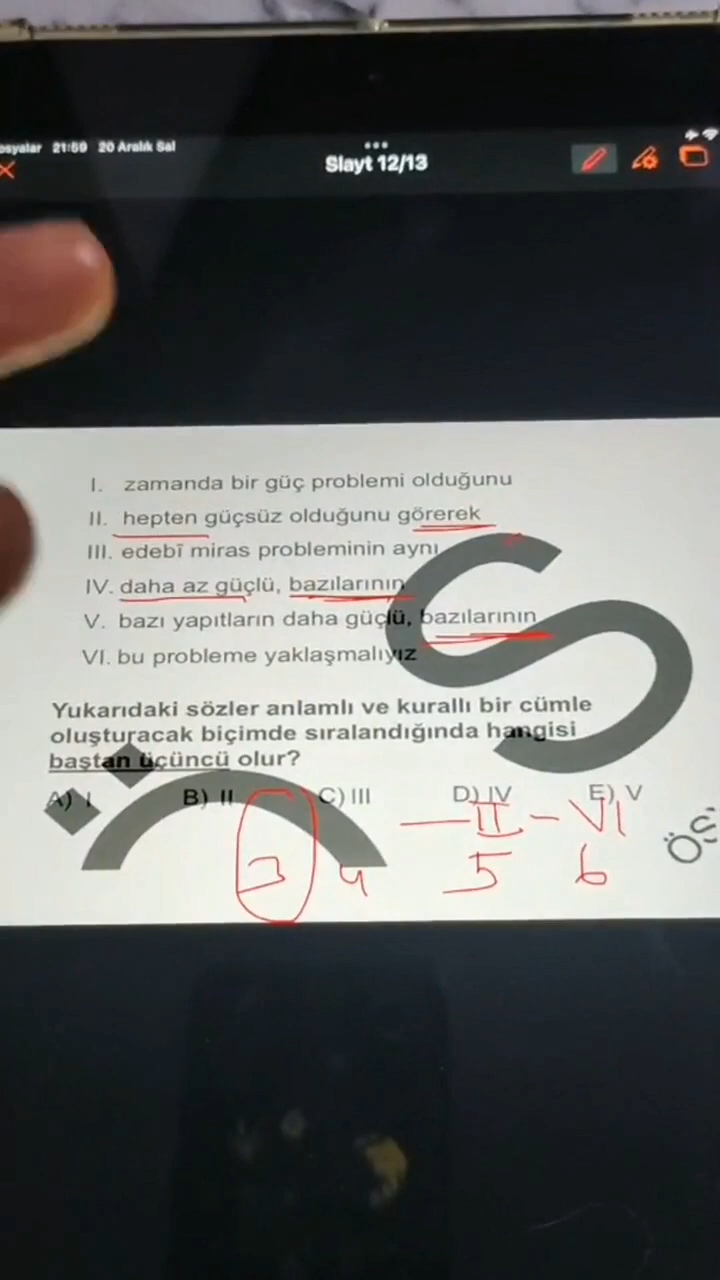 osyalar 21:59 20 Aralık Sal
Slayt 12/13
I. zamanda bir güç problemi olduğunu
II. hepten güçsüz olduğunu görerek
III. edebî miras probleminin aynı
IV. daha az güçlü, bazılarının
V. bazı yapıtların daha güçlü, bazılarının
VI. bu probleme yaklaşmalıyız
Yukarıdaki sözler anlamlı ve kurallı bir cümle
oluşturacak biçimde sıralandığında hangisi
baştan üçüncü olur?
A) I B) II C) III D) IV E) V
— II - VI
3 4 5 6
ÖS